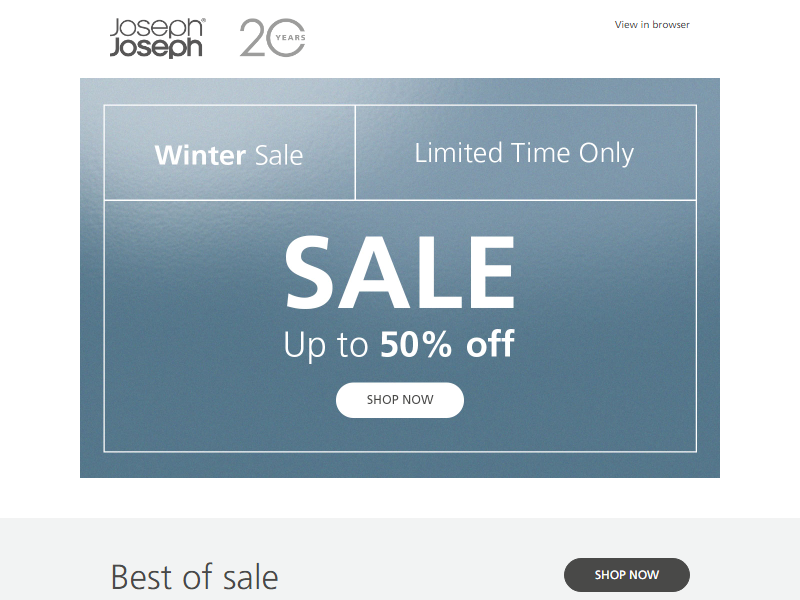 Joseph®
Joseph
20 YEARS
View in browser
Winter Sale
Limited Time Only
SALE
Up to 50% off
SHOP NOW
Best of sale
SHOP NOW